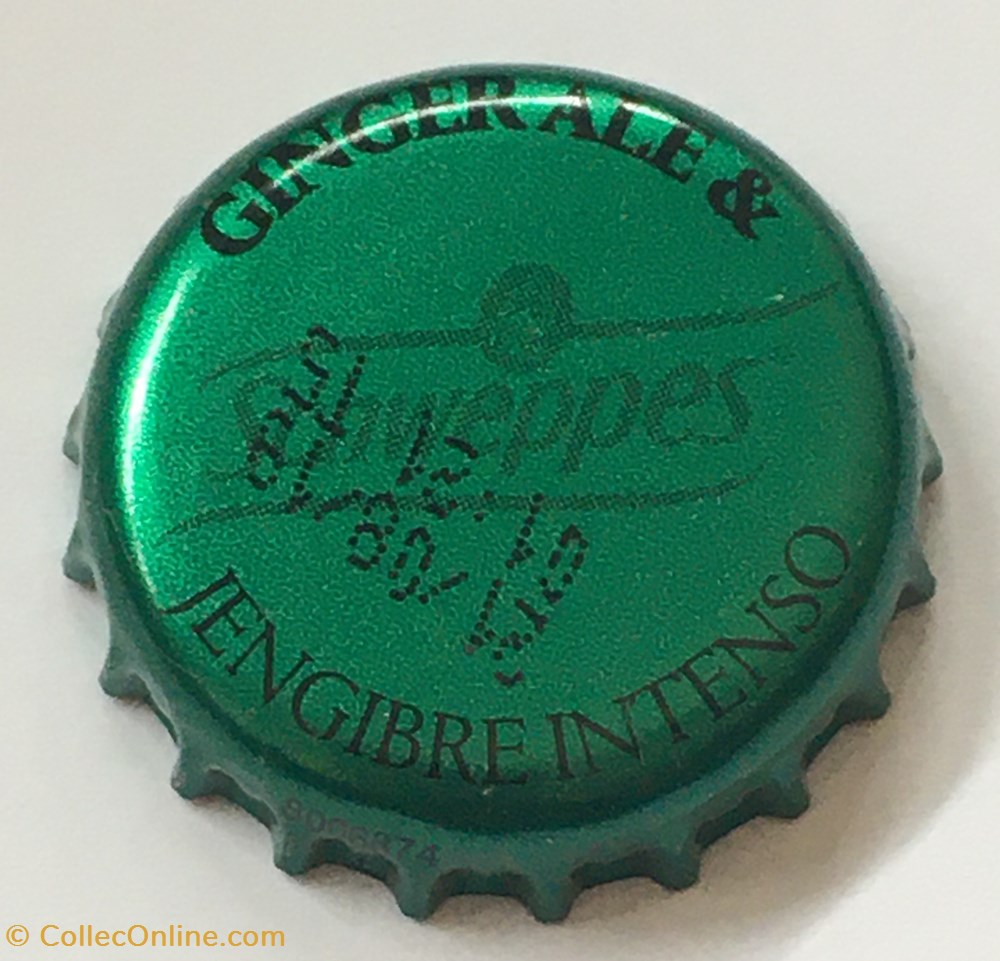 GINGER ALE &
Schweppes
JENGIBRE INTENSO
© CollecOnline.com